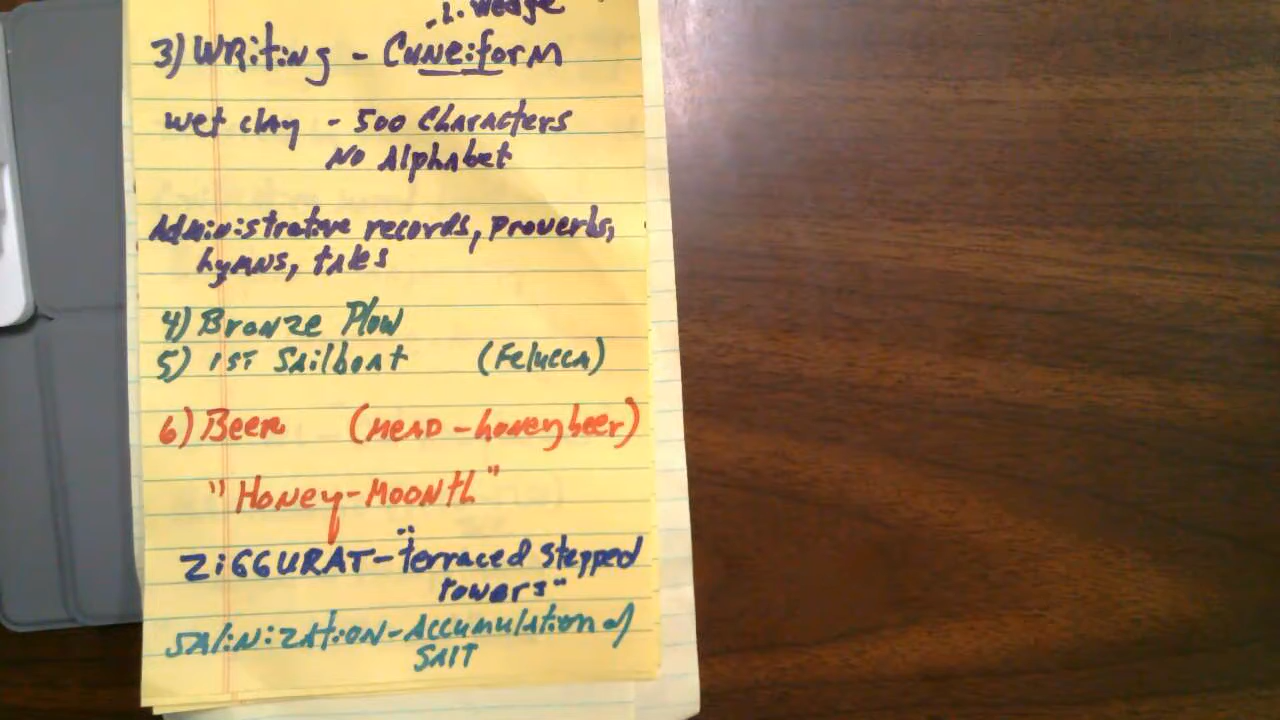 L. Wedge
3) Writing - Cuneiform
Wet clay - 500 Characters
No Alphabet
Administrative records, proverbs,
hymns, tales
4) Bronze Plow
5) 1st Sailboat (Felucca)
6) Beer (MEAD - honey beer)
"Honey-Moonth"
ZIGGURAT - "terraced stepped
towers"
Salinization - Accumulation of
Salt